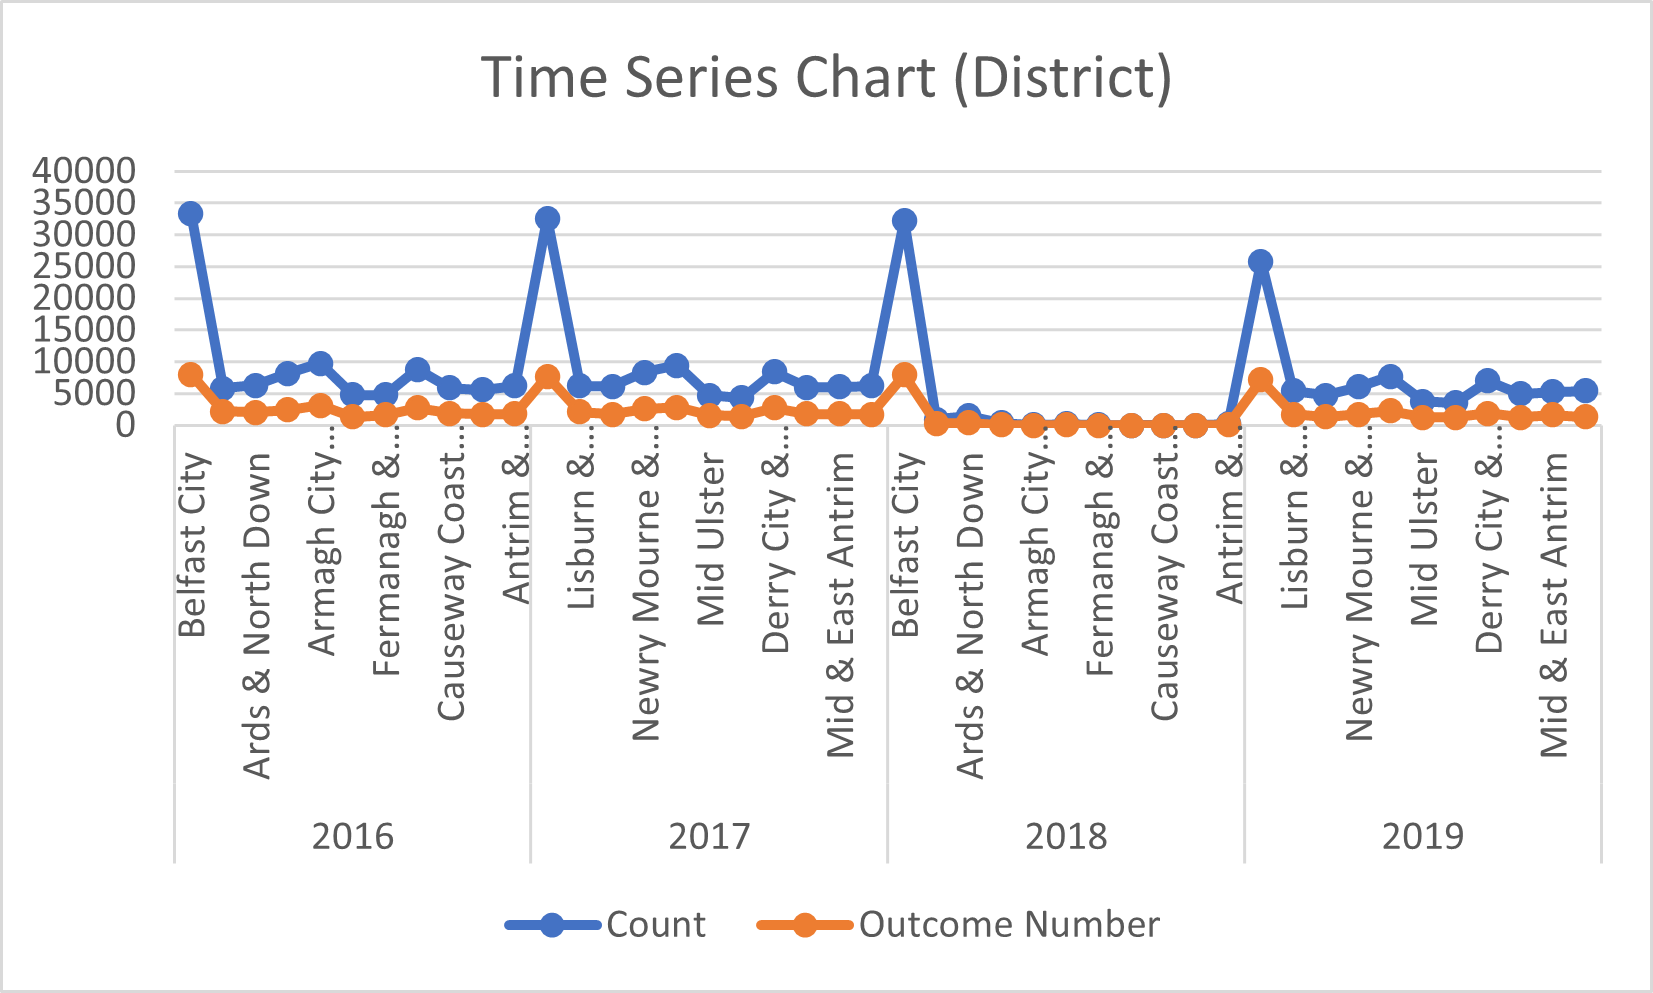 Time Series Chart (District)
40000
35000
30000
25000
20000
15000
10000
5000
0
Belfast City
Ards & North Down
Armagh City…
Fermanagh &…
Causeway Coast…
Antrim &…
Lisburn &…
Newry Mourne &…
Mid Ulster
Derry City &…
Mid & East Antrim
Belfast City
Ards & North Down
Armagh City…
Fermanagh &…
Causeway Coast…
Antrim &…
Lisburn &…
Newry Mourne &…
Mid Ulster
Derry City &…
Mid & East Antrim
2016
2017
2018
2019
Count
Outcome Number